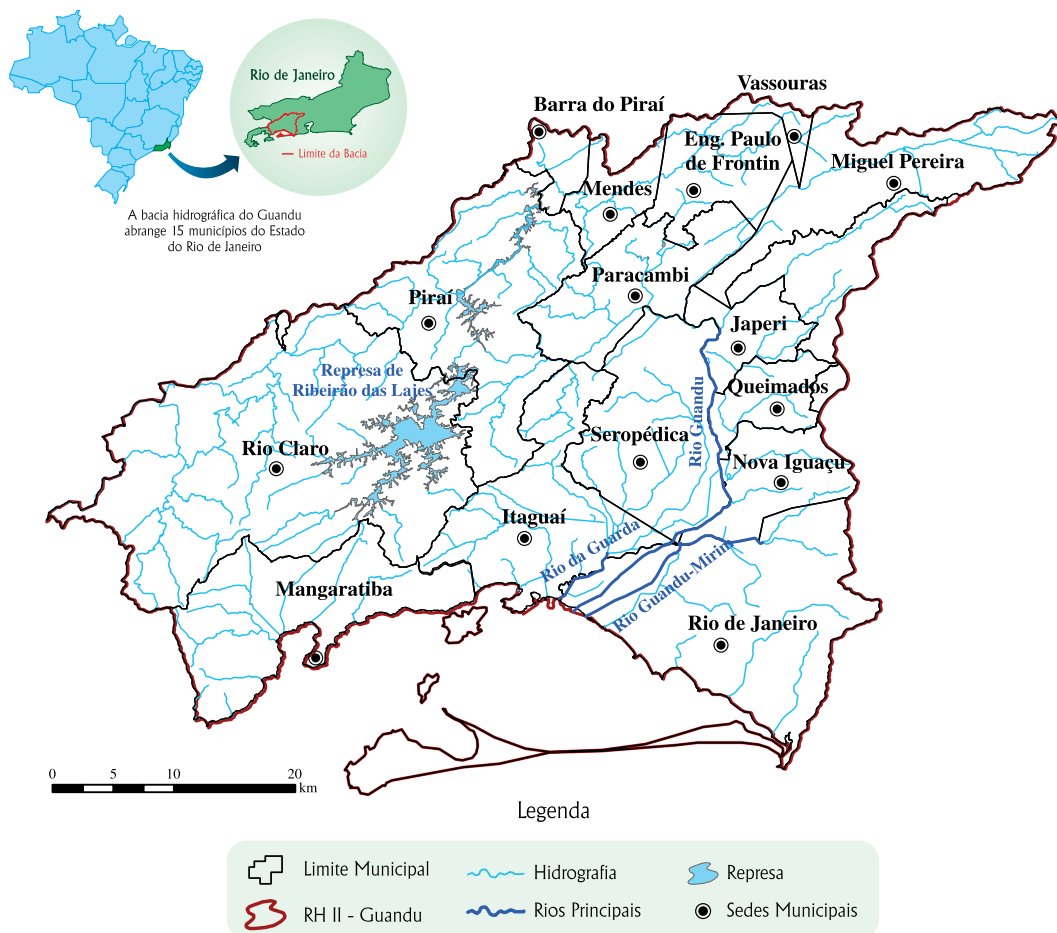 Rio de Janeiro
Limite da Bacia
A bacia hidrográfica do Guandu
abrange 15 municípios do Estado
do Rio de Janeiro
Vassouras
Barra do Piraí
Eng. Paulo
de Frontin
Miguel Pereira
Mendes
Paracambi
Piraí
Japeri
Represa de
Ribeirão das Lajes
Queimados
Rio Guandu
Seropédica
Rio Claro
Nova Iguaçu
Itaguaí
Rio da Guarda
Rio Guandu-Mirim
Mangaratiba
Rio de Janeiro
0 5 10 20
km
Legenda
Limite Municipal
Hidrografia
Represa
RH II - Guandu
Rios Principais
Sedes Municipais